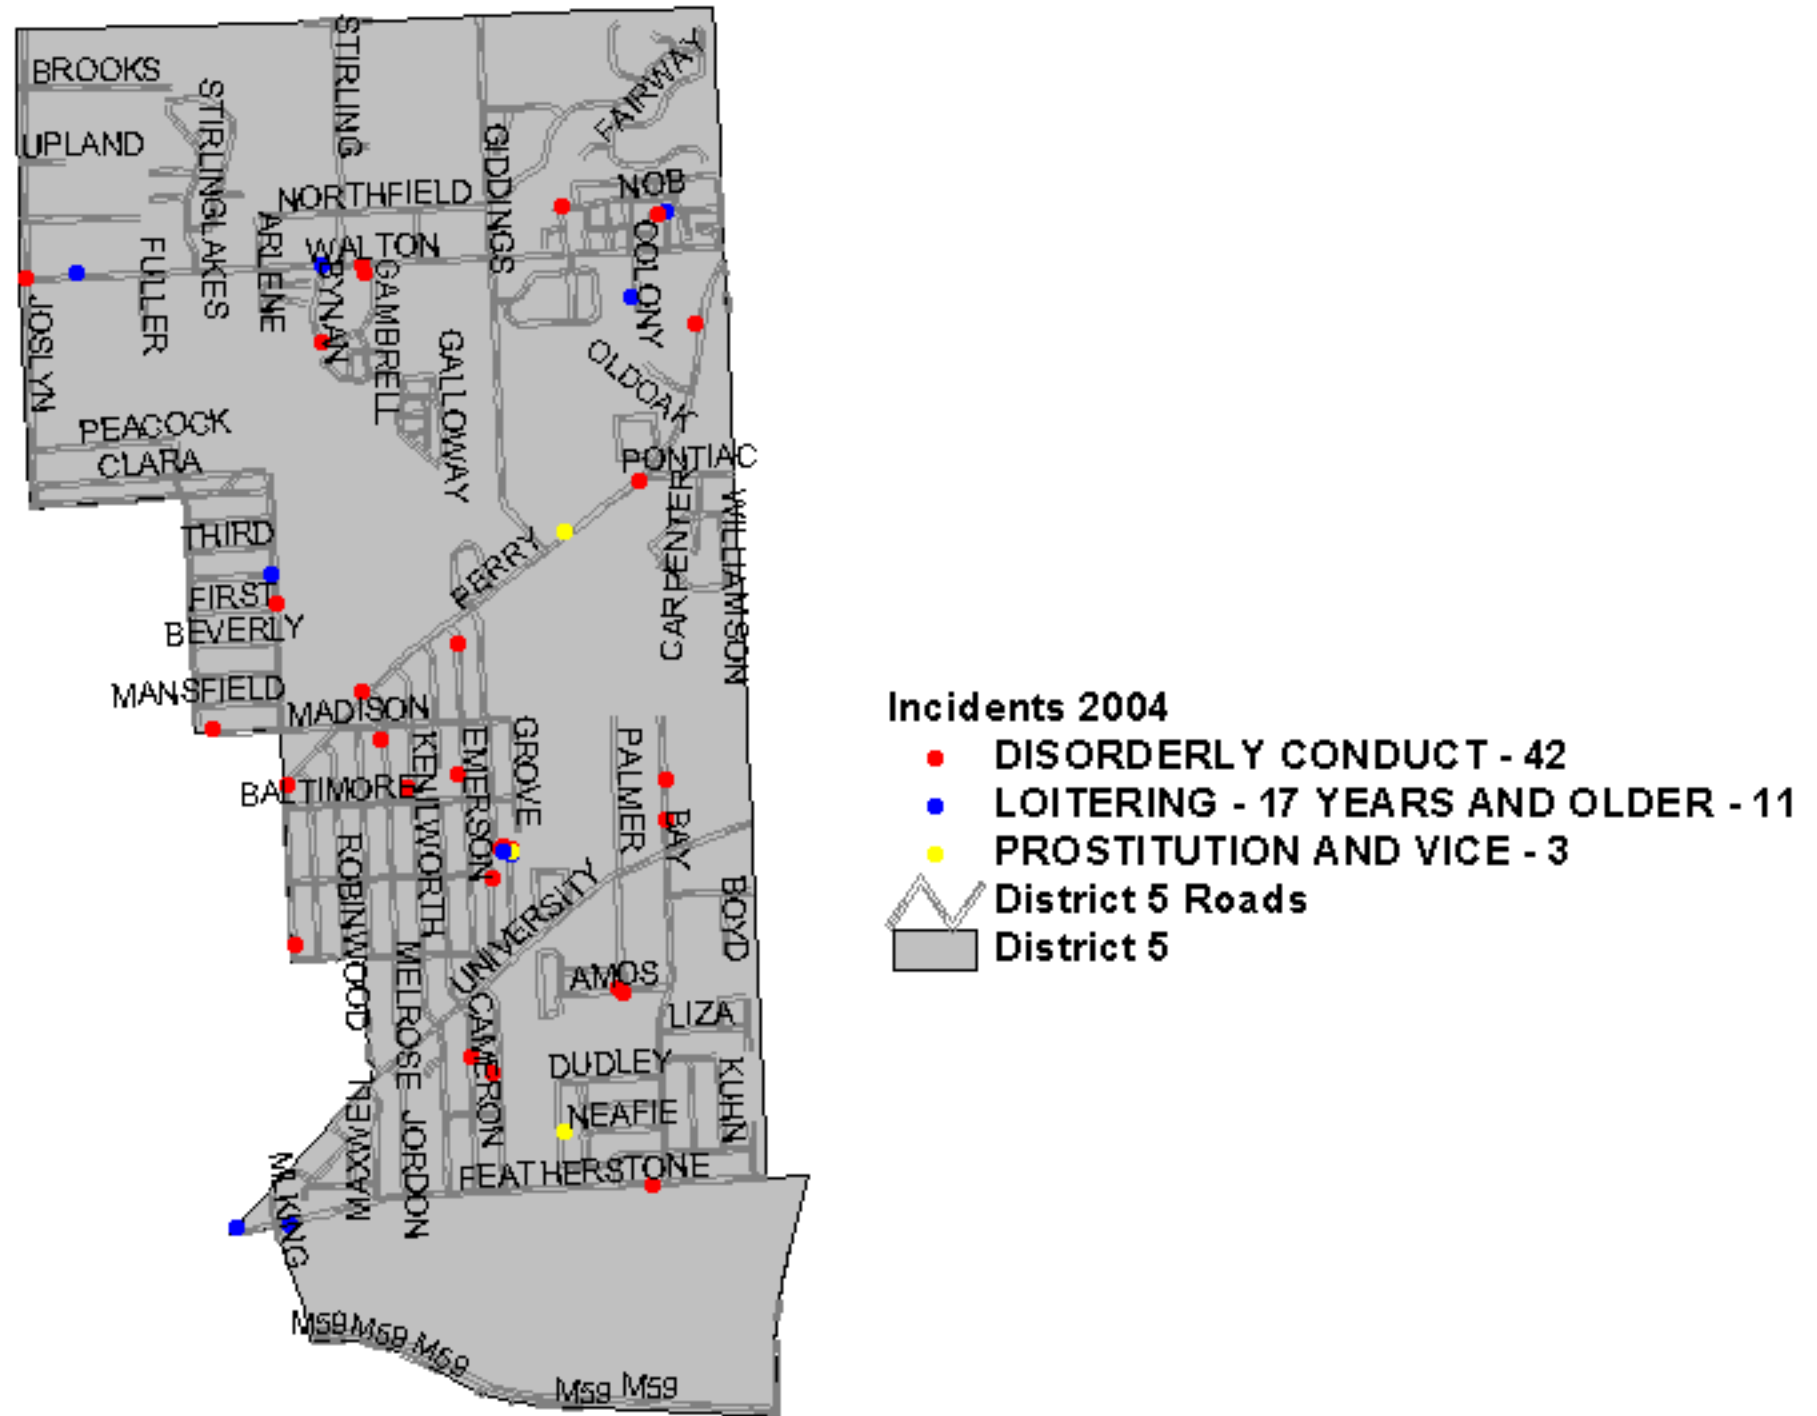 STIRLING
FAIRWAY
BROOKS
STIRLINGLAKES
UPLAND
GIDDINGS
NOB
NORTHFIELD
ARLENE
WALTON
COLONY
FULLER
BYNAN
GAMBRELL
JOSLYN
GALLOWAY
OLDOAK
PEACOCK
CLARA
PONTIAC
CARPENTER
WILLIAMSON
THIRD
PERRY
FIRST
BEVERLY
MANSFIELD
MADISON
KENILWORTH
EMERSON
GROVE
PALMER
BALTIMORE
BAY
ROBINWOOD
UNIVERSITY
BOYD
MELROSE
AMOS
CAMERON
LIZA
DUDLEY
KUHN
MAXWELL
JORDON
NEAFIE
MLKING
FEATHERSTONE
M59 M59 M59
M59 M59
Incidents 2004
DISORDERLY CONDUCT - 42
LOITERING - 17 YEARS AND OLDER - 11
PROSTITUTION AND VICE - 3
District 5 Roads
District 5